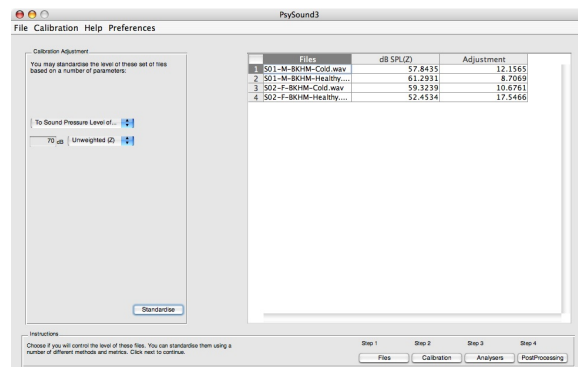 PsySound3
File Calibration Help Preferences
Calibration Adjustment
You may standardise the level of these set of files
based on a number of parameters:
To Sound Pressure Level of...
70 dB Unweighted (Z)
Standardise
Files dB SPL(Z) Adjustment
1 S01-M-BKHM-Cold.wav 57.8435 12.1565
2 S01-M-BKHM-Healthy.... 61.2931 8.7069
3 S02-F-BKHM-Cold.wav 59.3239 10.6761
4 S02-F-BKHM-Healthy.... 52.4534 17.5466
Instructions
Choose if you will control the level of these files. You can standardise them using a
number of different methods and metrics. Click next to continue.
Step 1 Step 2 Step 3 Step 4
Files Calibration Analysers PostProcessing